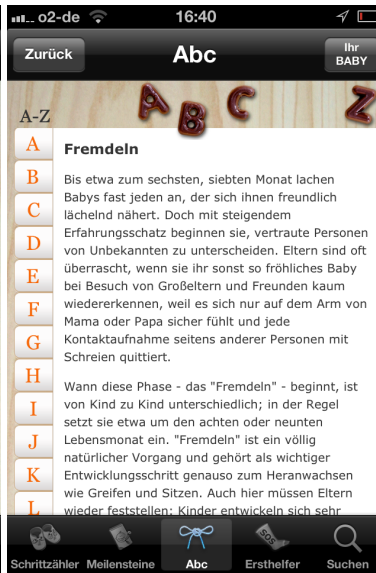 o2-de 16:40
Zurück
Abc
Ihr
BABY
A B C Z
A-Z
A
B
C
D
E
F
G
H
I
J
K
L
Fremdeln
Bis etwa zum sechsten, siebten Monat lachen
Babys fast jeden an, der sich ihnen freundlich
lächelnd nähert. Doch mit steigendem
Erfahrungsschatz beginnen sie, vertraute Personen
von Unbekannten zu unterscheiden. Eltern sind oft
überrascht, wenn sie ihr sonst so fröhliches Baby
bei Besuch von Großeltern und Freunden kaum
wiedererkennen, weil es sich nur auf dem Arm von
Mama oder Papa sicher fühlt und jede
Kontaktaufnahme seitens anderer Personen mit
Schreien quittiert.
Wann diese Phase - das "Fremdeln" - beginnt, ist
von Kind zu Kind unterschiedlich; in der Regel
setzt sie etwa um den achten oder neunten
Lebensmonat ein. "Fremdeln" ist ein völlig
natürlicher Vorgang und gehört als wichtiger
Entwicklungsschritt genauso zum Heranwachsen
wie Greifen und Sitzen. Auch hier müssen Eltern
wieder feststellen: Kinder entwickeln sich sehr
SOS
Schrittzähler Meilensteine Abc Ersthelfer Suchen